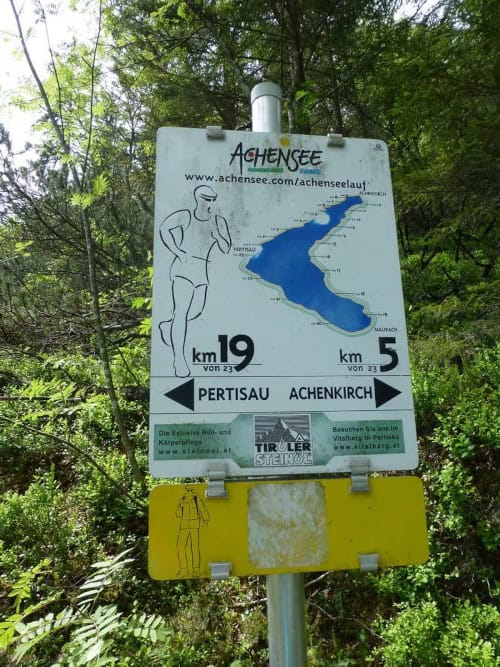 ACHENSEE
www.achensee.com/achenseelauf
ACHENKIRCH
PERTISAU
MAURACH
km 19
von 23
km 5
von 23
PERTISAU ACHENKIRCH
Die Exlusive Heil- und
Körperpflege
www.steinoel.at
TIROLER
STEINÖL
Besuchen Sie uns im
Vitalberg in Pertisau
www.vitalberg.at